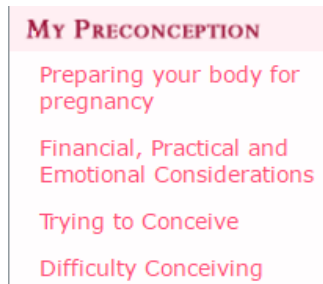 My Preconception
Preparing your body for
pregnancy
Financial, Practical and
Emotional Considerations
Trying to Conceive
Difficulty Conceiving